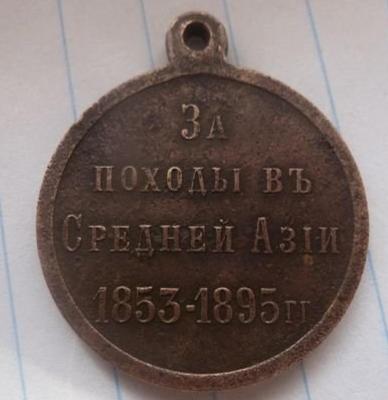 За
походы въ
Средней Азіи
1853-1895 гг